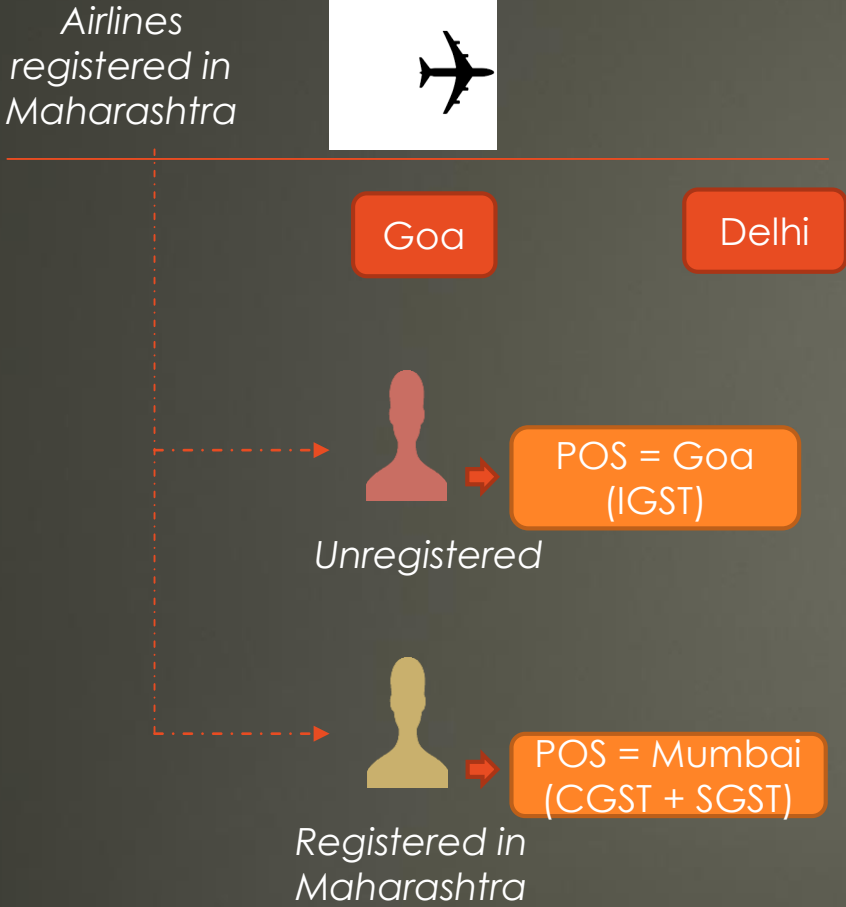 Airlines
registered in
Maharashtra
Goa
Delhi
POS = Goa
(IGST)
Unregistered
POS = Mumbai
(CGST + SGST)
Registered in
Maharashtra